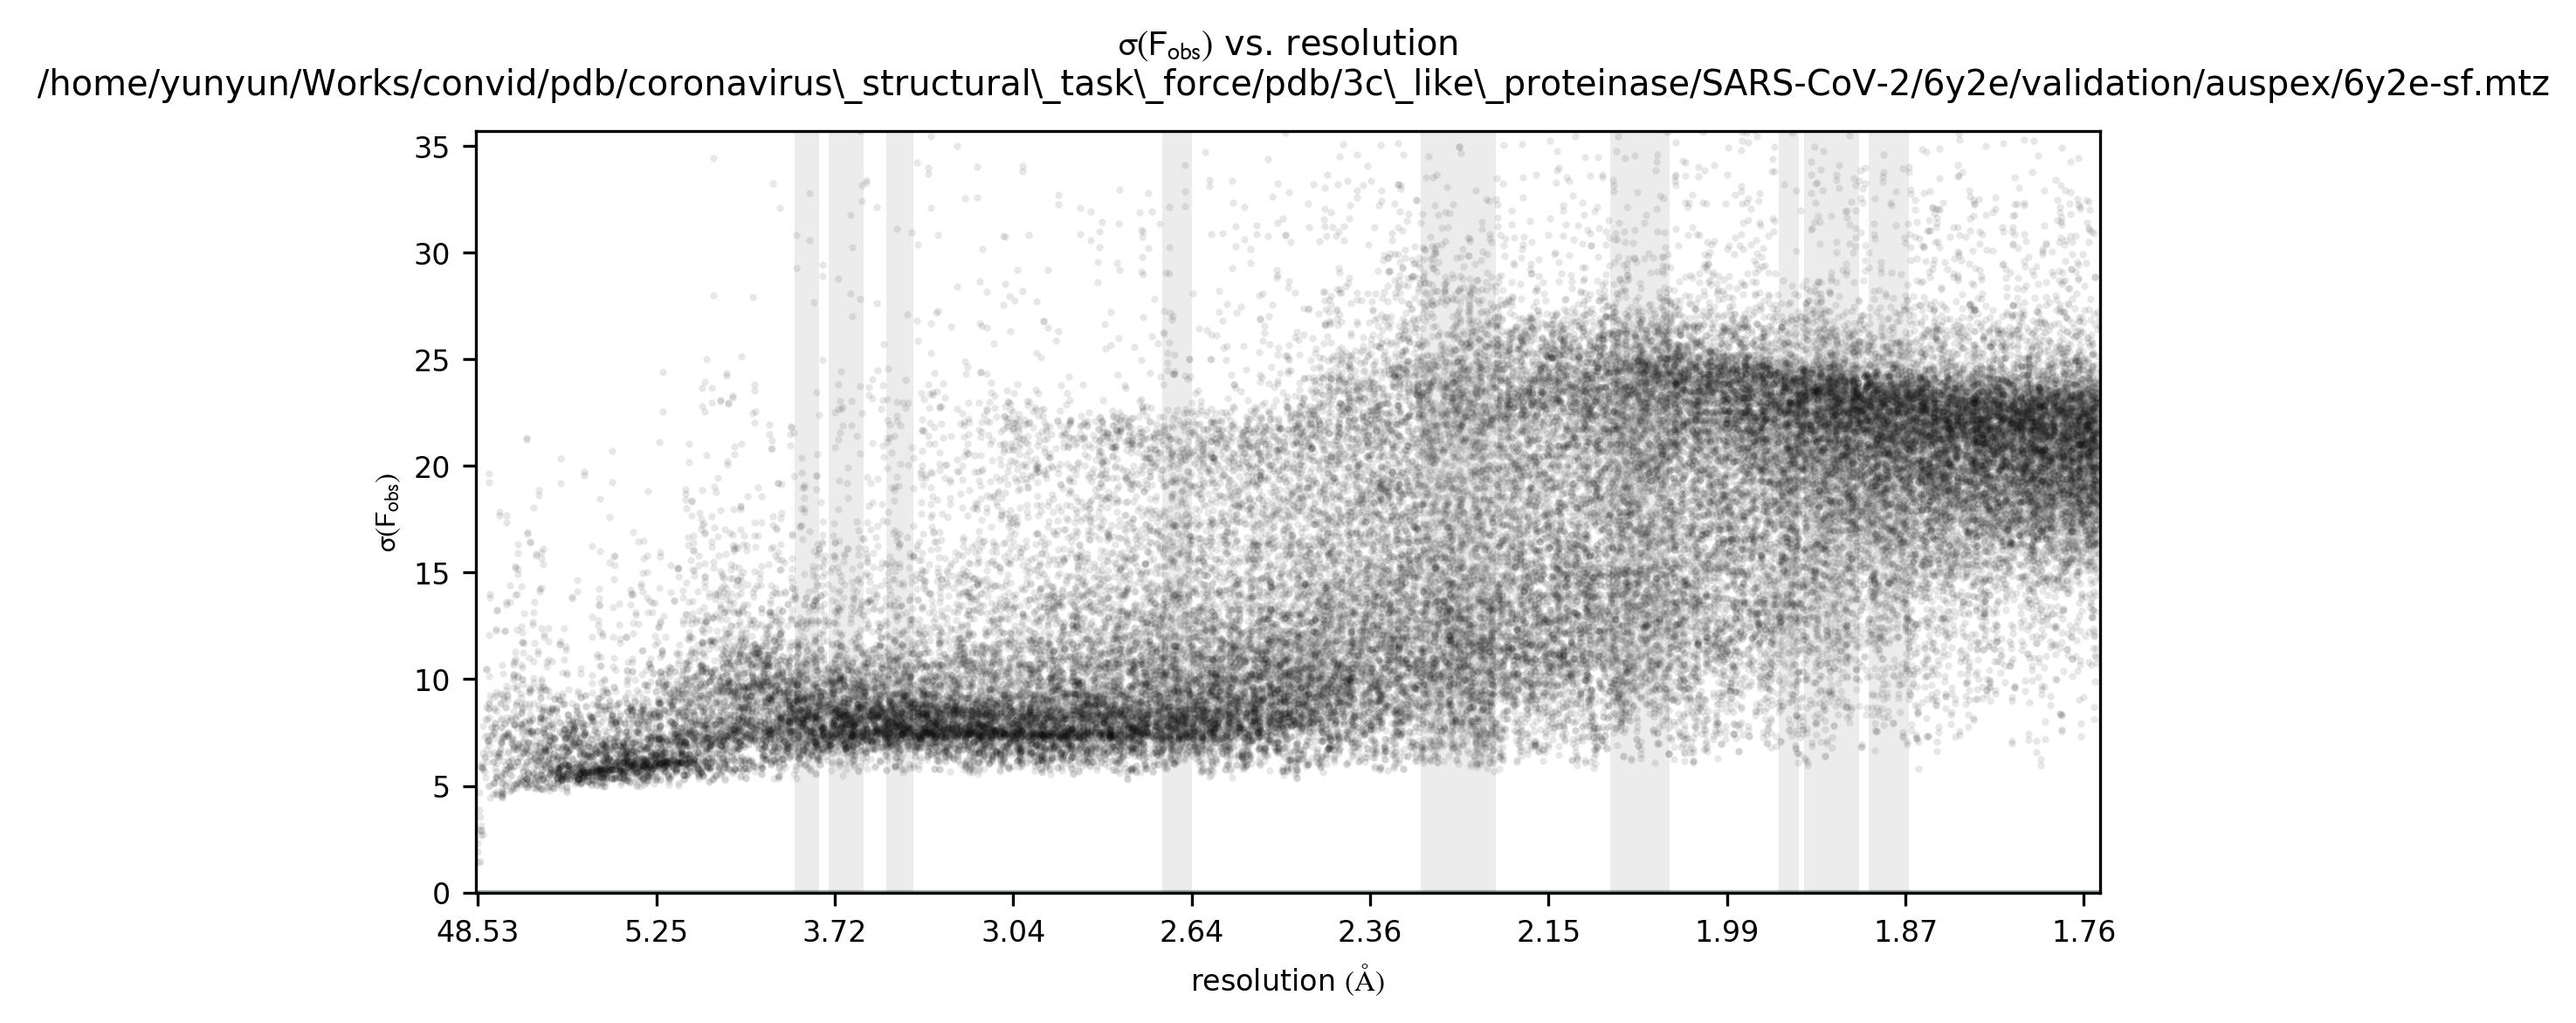 σ(Fobs) vs. resolution
/home/yunyun/Works/convid/pdb/coronavirus\_structural\_task\_force/pdb/3c\_like\_proteinase/SARS-CoV-2/6y2e/validation/auspex/6y2e-sf.mtz
35
30
25
20
15
10
5
0
σ(Fobs)
48.53 5.25 3.72 3.04 2.64 2.36 2.15 1.99 1.87 1.76
resolution (Å)